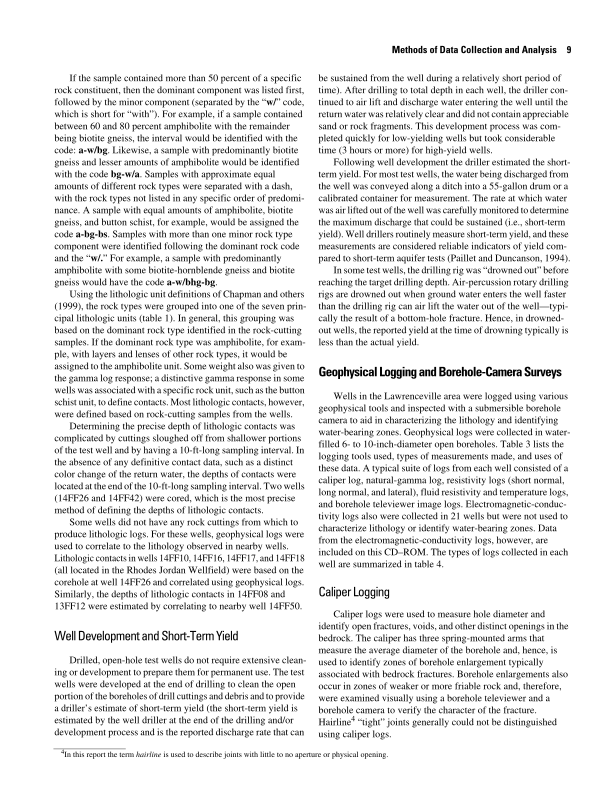 Methods of Data Collection and Analysis 9
If the sample contained more than 50 percent of a specific
rock constituent, then the dominant component was listed first,
followed by the minor component (separated by the “w/” code,
which is short for “with”). For example, if a sample contained
between 60 and 80 percent amphibolite with the remainder
being biotite gneiss, the interval would be identified with the
code: a-w/bg. Likewise, a sample with predominantly biotite
gneiss and lesser amounts of amphibolite would be identified
with the code bg-w/a. Samples with approximate equal
amounts of different rock types were separated with a dash,
with the rock types not listed in any specific order of predomi-
nance. A sample with equal amounts of amphibolite, biotite
gneiss, and button schist, for example, would be assigned the
code a-bg-bs. Samples with more than one minor rock type
component were identified following the dominant rock code
and the “w/.” For example, a sample with predominantly
amphibolite with some biotite-hornblende gneiss and biotite
gneiss would have the code a-w/bhg-bg.
Using the lithologic unit definitions of Chapman and others
(1999), the rock types were grouped into one of the seven prin-
cipal lithologic units (table 1). In general, this grouping was
based on the dominant rock type identified in the rock-cutting
samples. If the dominant rock type was amphibolite, for exam-
ple, with layers and lenses of other rock types, it would be
assigned to the amphibolite unit. Some weight also was given to
the gamma log response; a distinctive gamma response in some
wells was associated with a specific rock unit, such as the button
schist unit, to define contacts. Most lithologic contacts, however,
were defined based on rock-cutting samples from the wells.
Determining the precise depth of lithologic contacts was
complicated by cuttings sloughed off from shallower portions
of the test well and by having a 10-ft-long sampling interval. In
the absence of any definitive contact data, such as a distinct
color change of the return water, the depths of contacts were
located at the end of the 10-ft-long sampling interval. Two wells
(14FF26 and 14FF42) were cored, which is the most precise
method of defining the depths of lithologic contacts.
Some wells did not have any rock cuttings from which to
produce lithologic logs. For these wells, geophysical logs were
used to correlate to the lithology observed in nearby wells.
Lithologic contacts in wells 14FF10, 14FF16, 14FF17, and 14FF18
(all located in the Rhodes Jordan Wellfield) were based on the
corehole at well 14FF26 and correlated using geophysical logs.
Similarly, the depths of lithologic contacts in 14FF08 and
13FF12 were estimated by correlating to nearby well 14FF50.
Well Development and Short-Term Yield
Drilled, open-hole test wells do not require extensive clean-
ing or development to prepare them for permanent use. The test
wells were developed at the end of drilling to clean the open
portion of the boreholes of drill cuttings and debris and to provide
a driller’s estimate of short-term yield (the short-term yield is
estimated by the well driller at the end of the drilling and/or
development process and is the reported discharge rate that can
be sustained from the well during a relatively short period of
time). After drilling to total depth in each well, the driller con-
tinued to air lift and discharge water entering the well until the
return water was relatively clear and did not contain appreciable
sand or rock fragments. This development process was com-
pleted quickly for low-yielding wells but took considerable
time (3 hours or more) for high-yield wells.
Following well development the driller estimated the short-
term yield. For most test wells, the water being discharged from
the well was conveyed along a ditch into a 55-gallon drum or a
calibrated container for measurement. The rate at which water
was air lifted out of the well was carefully monitored to determine
the maximum discharge that could be sustained (i.e., short-term
yield). Well drillers routinely measure short-term yield, and these
measurements are considered reliable indicators of yield com-
pared to short-term aquifer tests (Paillet and Duncanson, 1994).
In some test wells, the drilling rig was “drowned out” before
reaching the target drilling depth. Air-percussion rotary drilling
rigs are drowned out when ground water enters the well faster
than the drilling rig can air lift the water out of the well—typi-
cally the result of a bottom-hole fracture. Hence, in drowned-
out wells, the reported yield at the time of drowning typically is
less than the actual yield.
Geophysical Logging and Borehole-Camera Surveys
Wells in the Lawrenceville area were logged using various
geophysical tools and inspected with a submersible borehole
camera to aid in characterizing the lithology and identifying
water-bearing zones. Geophysical logs were collected in water-
filled 6- to 10-inch-diameter open boreholes. Table 3 lists the
logging tools used, types of measurements made, and uses of
these data. A typical suite of logs from each well consisted of a
caliper log, natural-gamma log, resistivity logs (short normal,
long normal, and lateral), fluid resistivity and temperature logs,
and borehole televiewer image logs. Electromagnetic-conduc-
tivity logs also were collected in 21 wells but were not used to
characterize lithology or identify water-bearing zones. Data
from the electromagnetic-conductivity logs, however, are
included on this CD–ROM. The types of logs collected in each
well are summarized in table 4.
Caliper Logging
Caliper logs were used to measure hole diameter and
identify open fractures, voids, and other distinct openings in the
bedrock. The caliper has three spring-mounted arms that
measure the average diameter of the borehole and, hence, is
used to identify zones of borehole enlargement typically
associated with bedrock fractures. Borehole enlargements also
occur in zones of weaker or more friable rock and, therefore,
were examined visually using a borehole televiewer and a
borehole camera to verify the character of the fracture.
Hairline4 “tight” joints generally could not be distinguished
using caliper logs.
4In this report the term hairline is used to describe joints with little to no aperture or physical opening.